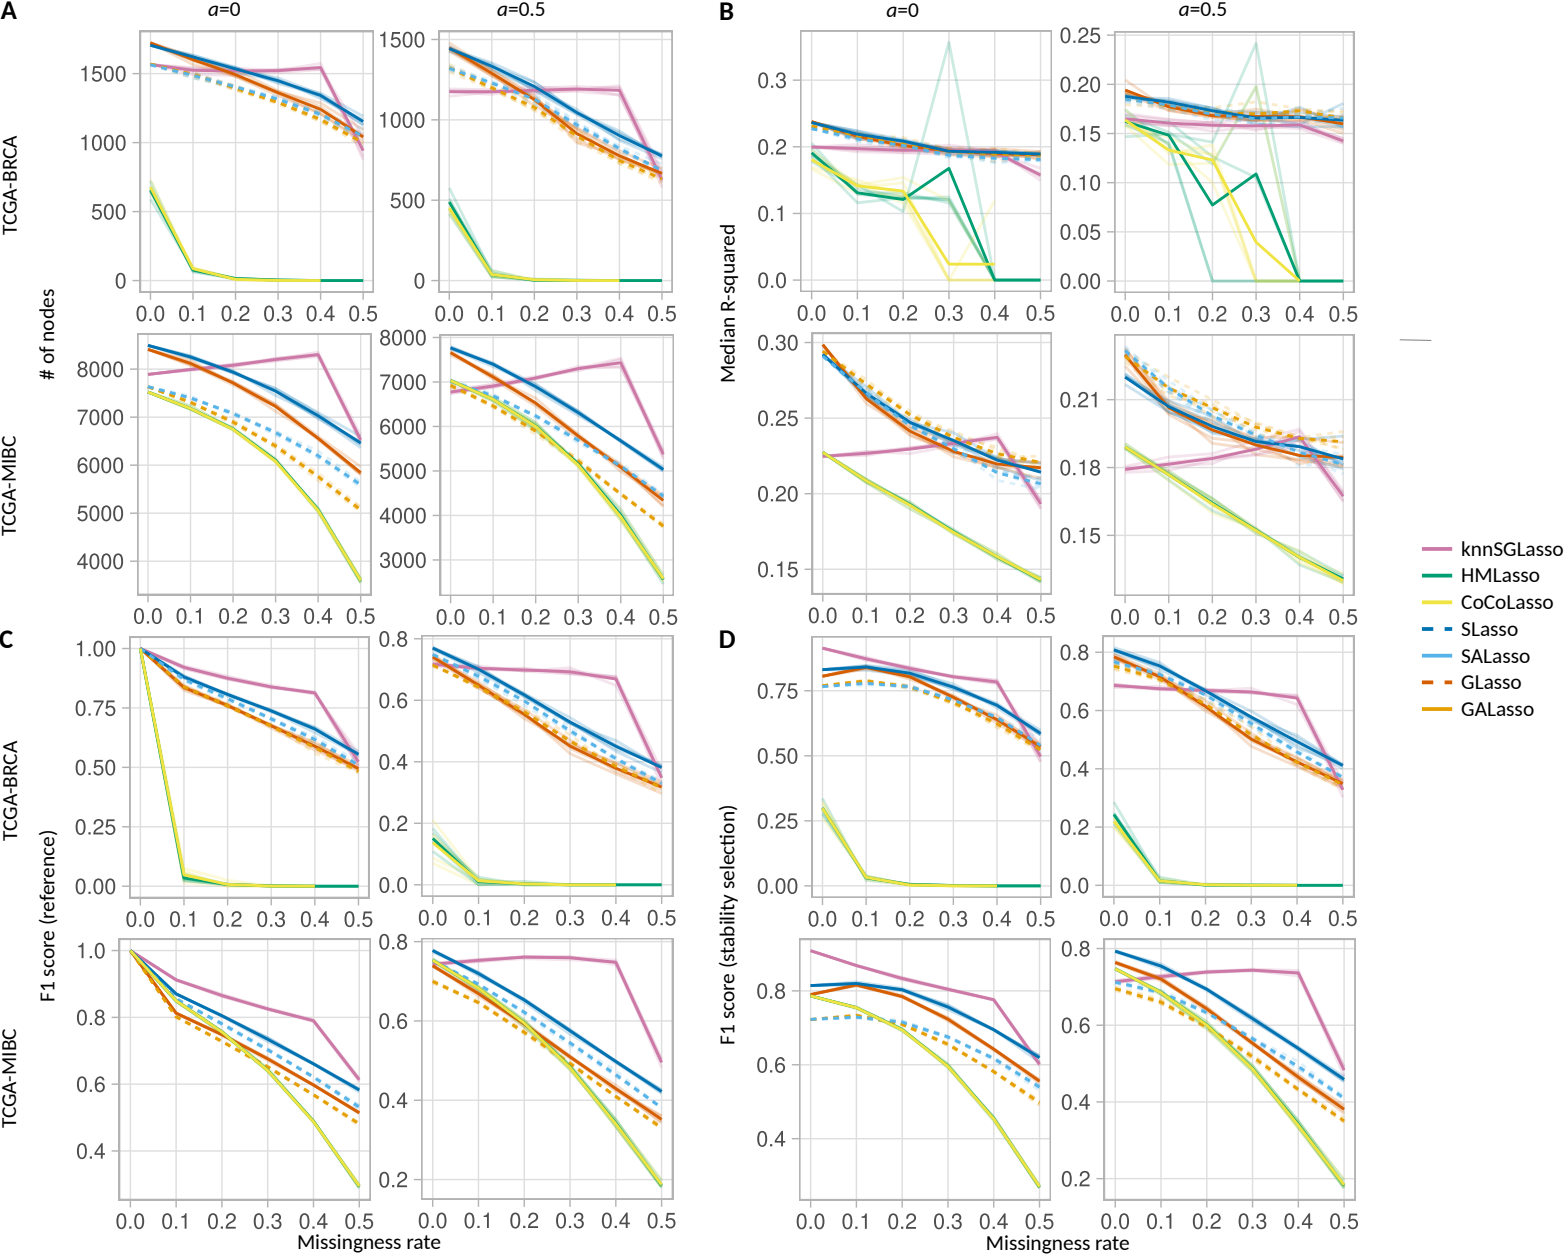 A
a=0
a=0.5
B
a=0
a=0.5
TCGA-BRCA
1500
1000
500
0
0.0 0.1 0.2 0.3 0.4 0.5
1500
1000
500
0
0.0 0.1 0.2 0.3 0.4 0.5
0.3
0.2
0.1
0.0
0.0 0.1 0.2 0.3 0.4 0.5
0.25
0.20
0.15
0.10
0.05
0.00
0.0 0.1 0.2 0.3 0.4 0.5
# of nodes
Median R-squared
TCGA-MIBC
8000
7000
6000
5000
4000
0.0 0.1 0.2 0.3 0.4 0.5
8000
7000
6000
5000
4000
3000
0.0 0.1 0.2 0.3 0.4 0.5
0.30
0.25
0.20
0.15
0.0 0.1 0.2 0.3 0.4 0.5
0.21
0.18
0.15
0.0 0.1 0.2 0.3 0.4 0.5
knnSGLasso
HMLasso
CoCoLasso
SLasso
SALasso
GLasso
GALasso
C
D
TCGA-BRCA
1.00
0.75
0.50
0.25
0.00
0.0 0.1 0.2 0.3 0.4 0.5
0.8
0.6
0.4
0.2
0.0
0.0 0.1 0.2 0.3 0.4 0.5
0.75
0.50
0.25
0.00
0.0 0.1 0.2 0.3 0.4 0.5
0.8
0.6
0.4
0.2
0.0
0.0 0.1 0.2 0.3 0.4 0.5
F1 score (reference)
F1 score (stability selection)
TCGA-MIBC
1.0
0.8
0.6
0.4
0.0 0.1 0.2 0.3 0.4 0.5
0.8
0.6
0.4
0.2
0.0 0.1 0.2 0.3 0.4 0.5
0.8
0.6
0.4
0.0 0.1 0.2 0.3 0.4 0.5
0.8
0.6
0.4
0.2
0.0 0.1 0.2 0.3 0.4 0.5
Missingness rate
Missingness rate